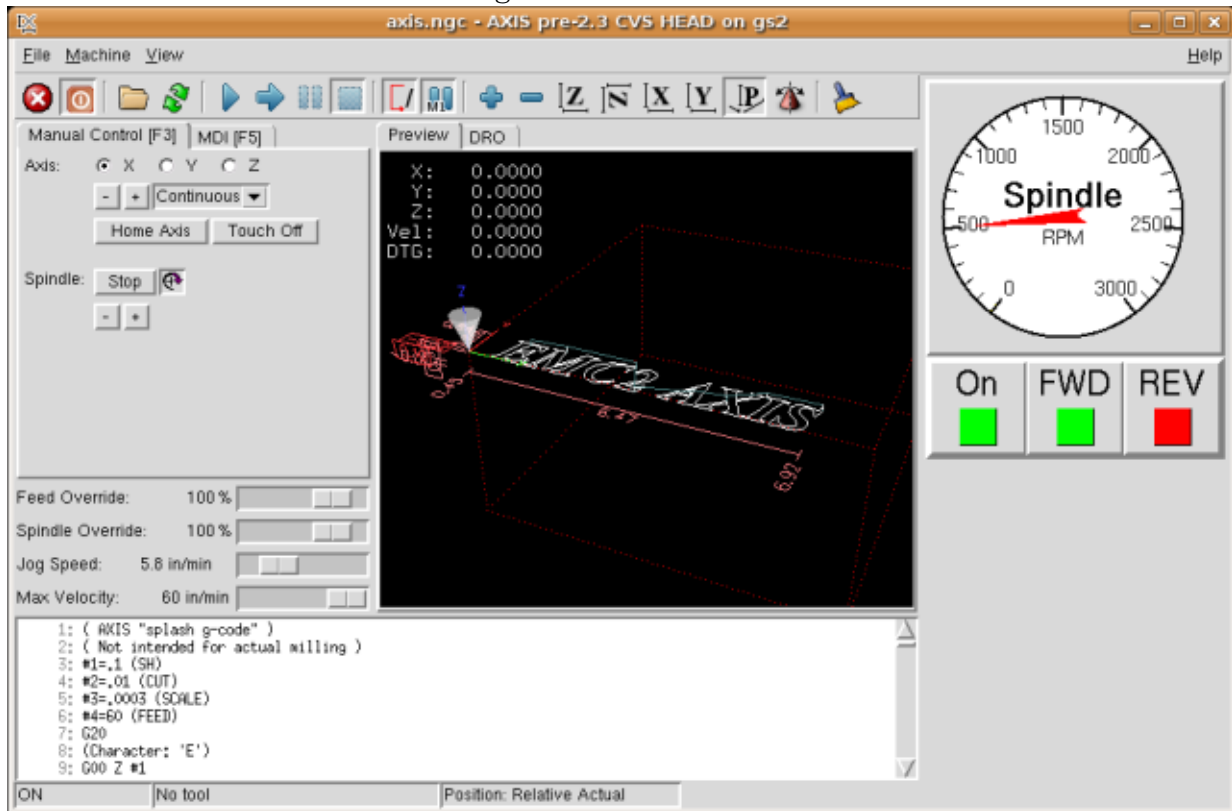 axis.ngc - AXIS pre-2.3 CVS HEAD on gs2
File Machine View Help
Z N X Y P
M1
Manual Control [F3] MDI [F5]
Axis: X Y Z
- + Continuous
Home Axis Touch Off
Spindle: Stop
- +
Feed Override: 100 %
Spindle Override: 100 %
Jog Speed: 5.8 in/min
Max Velocity: 60 in/min
Preview DRO
X: 0.0000
Y: 0.0000
Z: 0.0000
Vel: 0.0000
DTG: 0.0000
Z
EMC2 AXIS
0.45
6.47
6.92
0
500
1000
1500
2000
2500
3000
Spindle
RPM
On FWD REV
1: ( AXIS "splash g-code" )
2: ( Not intended for actual milling )
3: #1=.1 (SH)
4: #2=.01 (CUT)
5: #3=.0003 (SCALE)
6: #4=60 (FEED)
7: G20
8: (Character: 'E')
9: G00 Z #1
ON No tool Position: Relative Actual